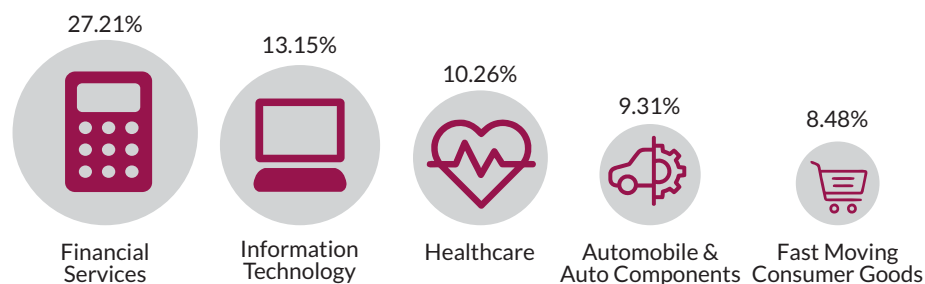 27.21%
Financial
Services
13.15%
Information
Technology
10.26%
Healthcare
9.31%
Automobile &
Auto Components
8.48%
Fast Moving
Consumer Goods